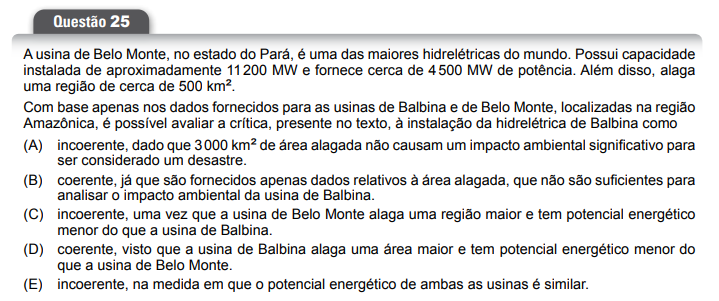 Questão 25
A usina de Belo Monte, no estado do Pará, é uma das maiores hidrelétricas do mundo. Possui capacidade
instalada de aproximadamente 11 200 MW e fornece cerca de 4 500 MW de potência. Além disso, alaga
uma região de cerca de 500 km².
Com base apenas nos dados fornecidos para as usinas de Balbina e de Belo Monte, localizadas na região
Amazônica, é possível avaliar a crítica, presente no texto, à instalação da hidrelétrica de Balbina como
(A) incoerente, dado que 3 000 km² de área alagada não causam um impacto ambiental significativo para
ser considerado um desastre.
(B) coerente, já que são fornecidos apenas dados relativos à área alagada, que não são suficientes para
analisar o impacto ambiental da usina de Balbina.
(C) incoerente, uma vez que a usina de Belo Monte alaga uma região maior e tem potencial energético
menor do que a usina de Balbina.
(D) coerente, visto que a usina de Balbina alaga uma área maior e tem potencial energético menor do
que a usina de Belo Monte.
(E) incoerente, na medida em que o potencial energético de ambas as usinas é similar.